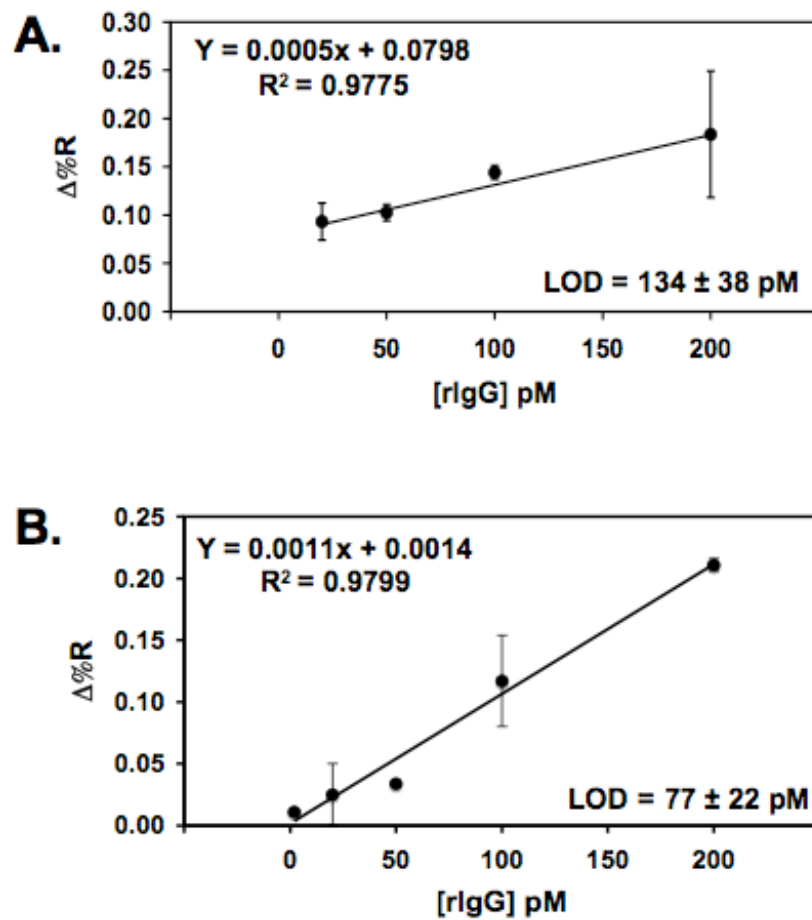 A.
0.30
Y = 0.0005x + 0.0798
R² = 0.9775
0.25
0.20
0.15
0.10
0.05
0.00
Δ%R
LOD = 134 ± 38 pM
0 50 100 150 200
[rIgG] pM
B.
0.25
Y = 0.0011x + 0.0014
R² = 0.9799
0.20
0.15
0.10
0.05
0.00
Δ%R
LOD = 77 ± 22 pM
0 50 100 150 200
[rIgG] pM